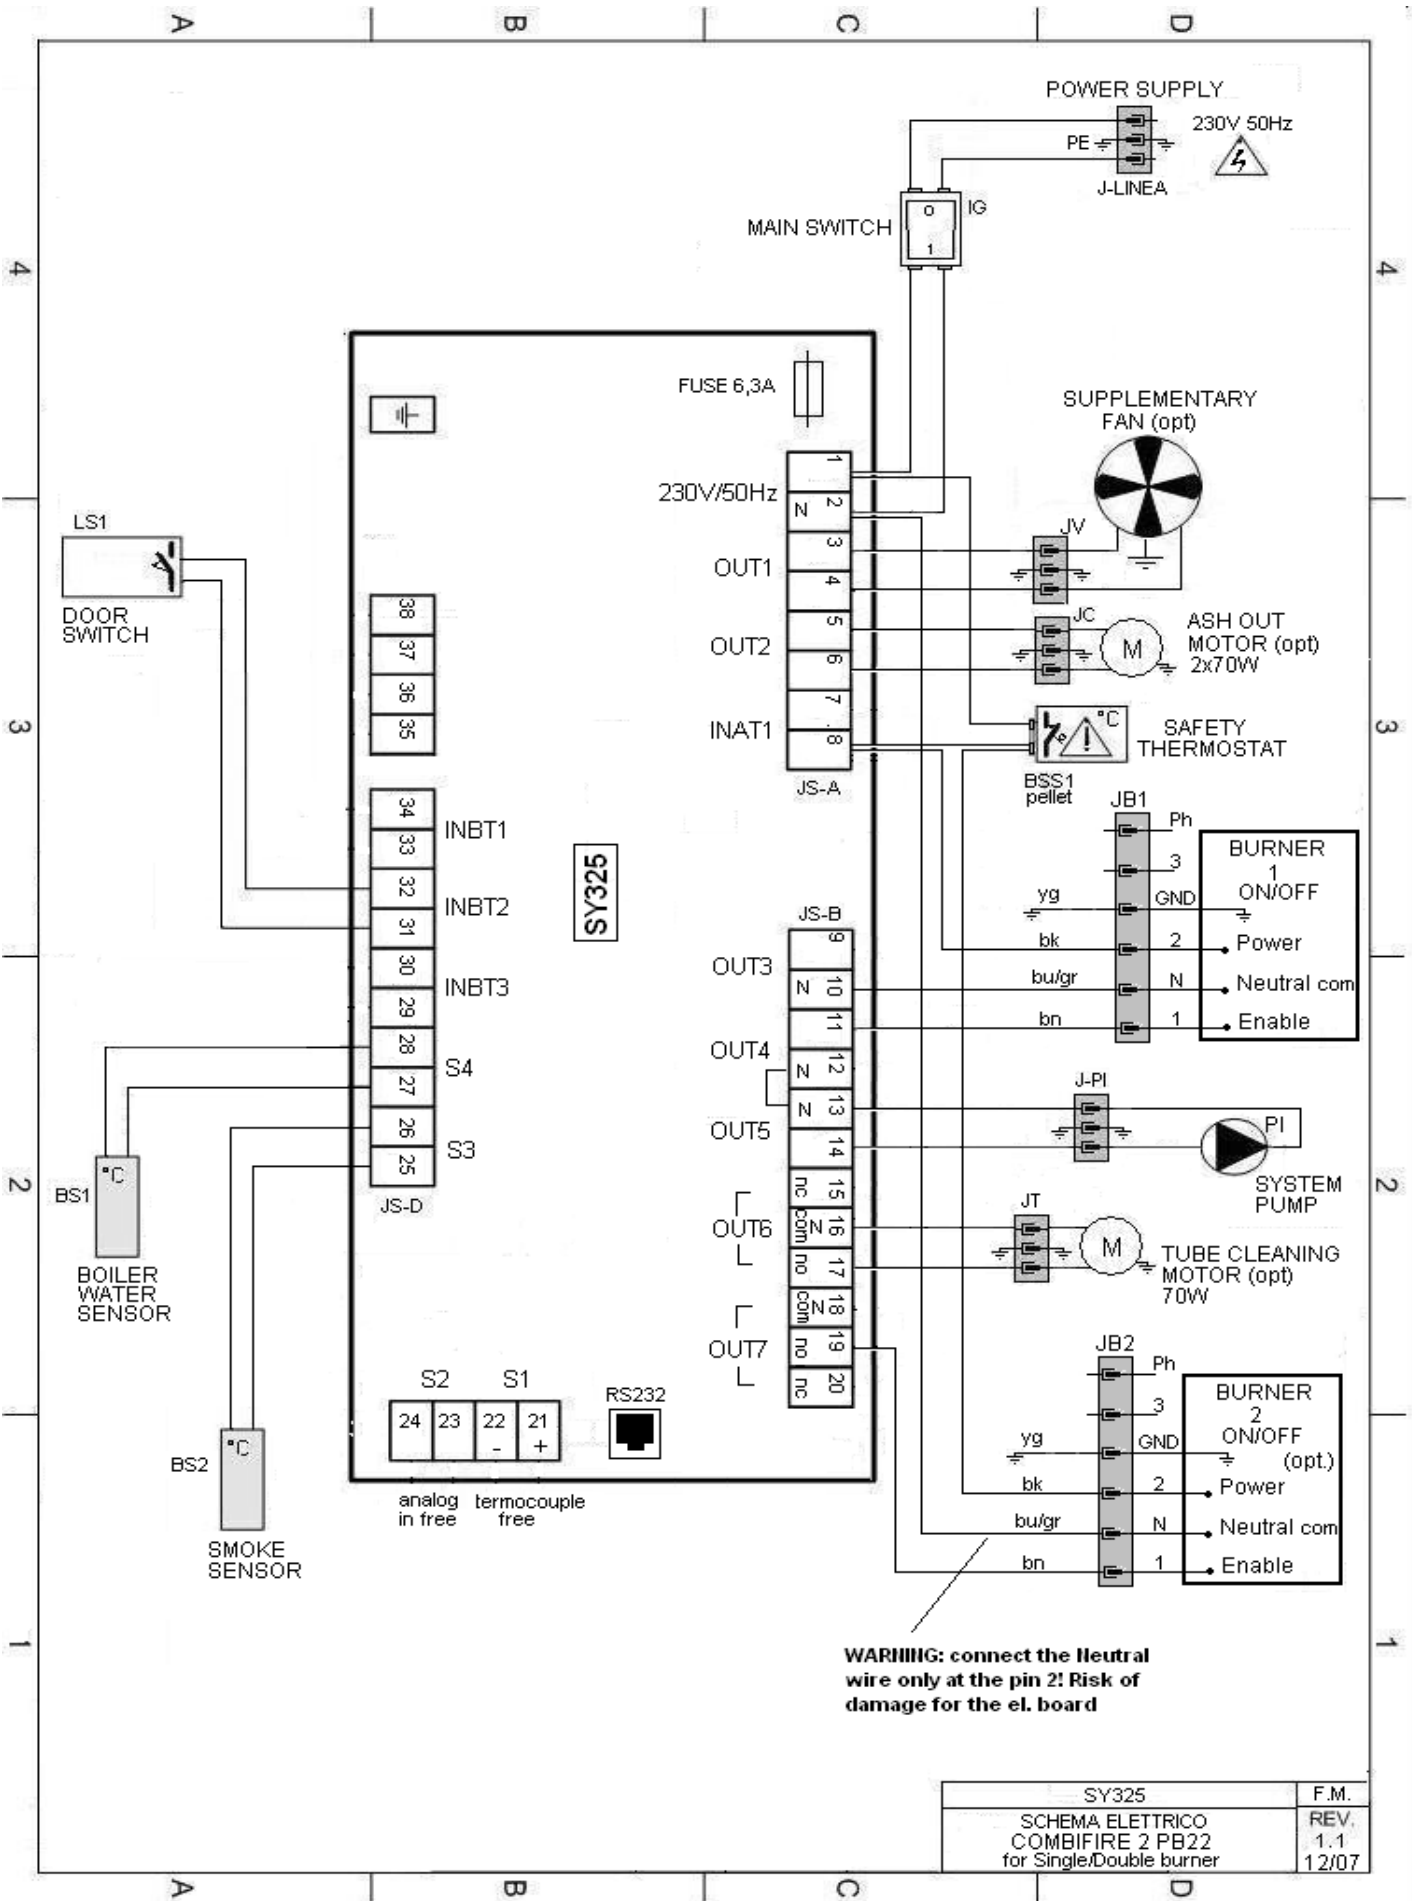 A
B
C
D
POWER SUPPLY
230V 50Hz
PE
J-LINEA
0
1
IG
MAIN SWITCH
4
4
FUSE 6,3A
SUPPLEMENTARY
FAN (opt)
230V/50Hz
1
N 2
3
4
5
6
7
8
OUT1
OUT2
INAT1
JS-A
JV
JC
M
ASH OUT
MOTOR (opt)
2x70W
LS1
DOOR
SWITCH
38
37
36
35
3
3
°C
SAFETY
THERMOSTAT
BSS1
pellet
34
33
32
31
30
29
28
27
26
25
INBT1
INBT2
INBT3
S4
S3
JS-D
SY325
JB1
Ph
3
yg
GND
bk
2
bu/gr
N
bn
1
BURNER
1
ON/OFF
Power
Neutral com
Enable
JS-B
9
N 10
11
N 12
N 13
14
nc 15
com N 16
no 17
com N 18
no 19
nc 20
OUT3
OUT4
OUT5
OUT6
OUT7
J-PI
PI
SYSTEM
PUMP
JT
M
TUBE CLEANING
MOTOR (opt)
70W
2
2
°C
BS1
BOILER
WATER
SENSOR
°C
BS2
SMOKE
SENSOR
S2
S1
24
23
22
21
-
+
analog
in free
termocouple
free
RS232
JB2
Ph
3
yg
GND
bk
2
bu/gr
N
bn
1
BURNER
2
ON/OFF
(opt.)
Power
Neutral com
Enable
1
1
WARNING: connect the Neutral
wire only at the pin 2! Risk of
damage for the el. board
SY325
F.M.
SCHEMA ELETTRICO
COMBIFIRE 2 PB22
for Single/Double burner
REV.
1.1
12/07
A
B
C
D